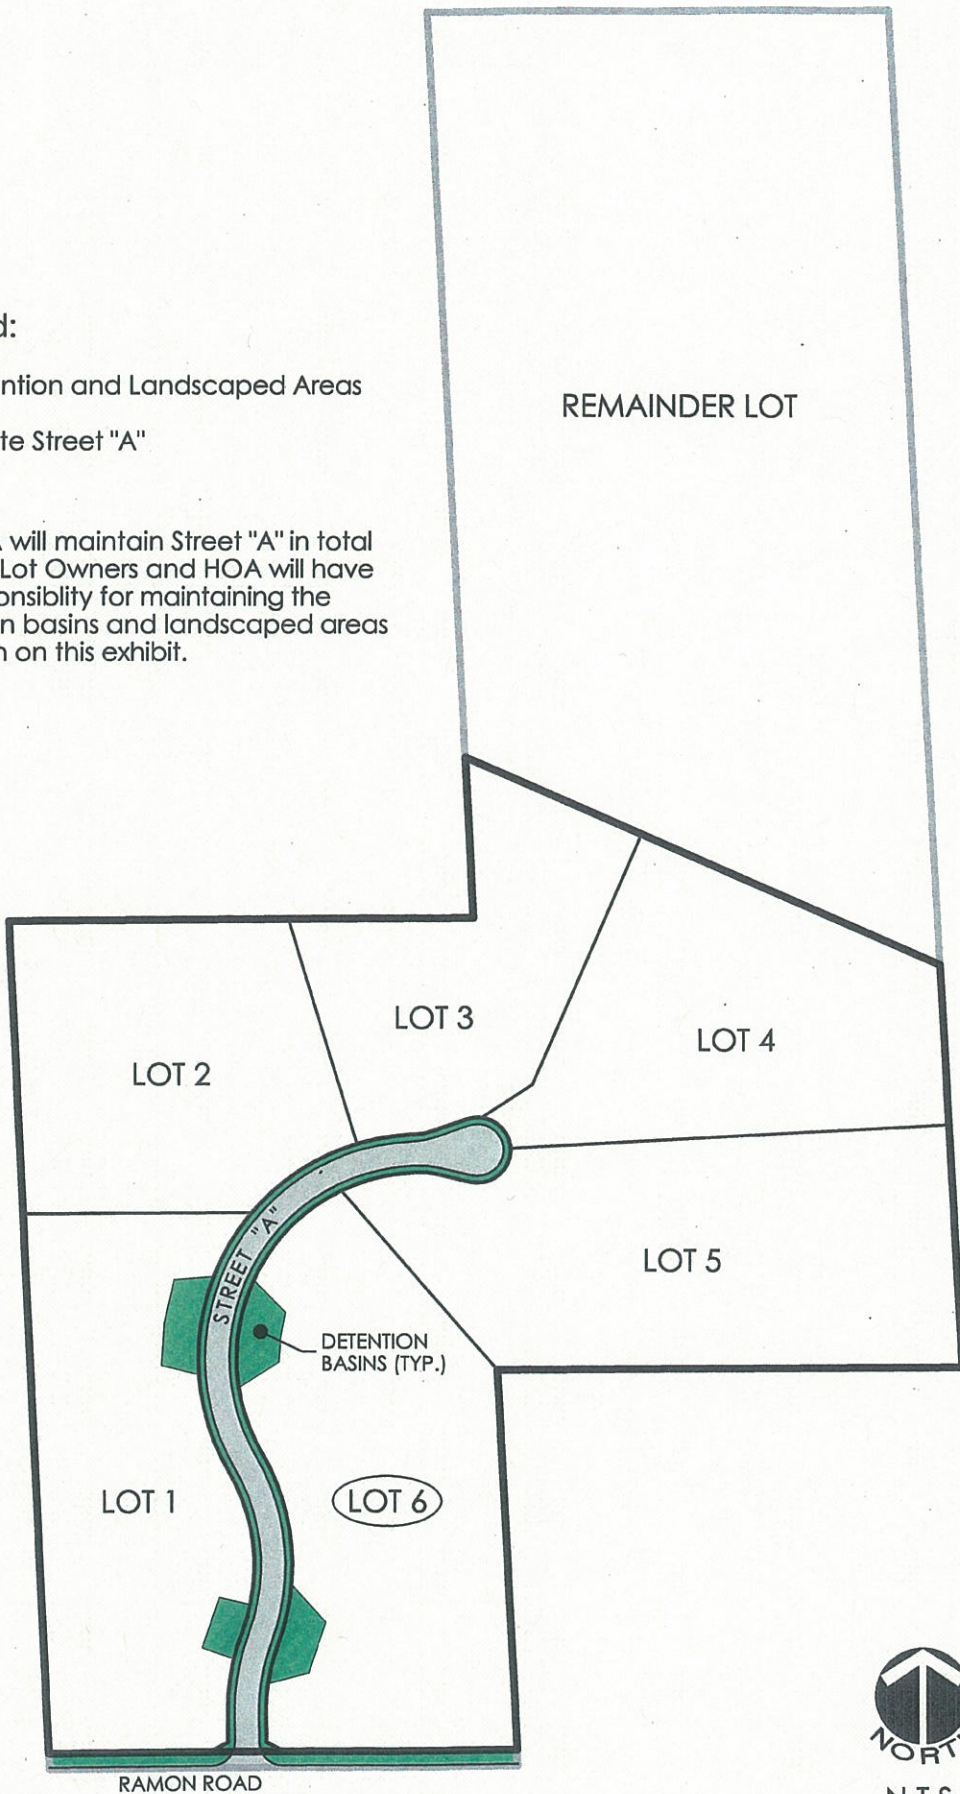 d:
ntion and Landscaped Areas
te Street "A"
A will maintain Street "A" in total
Lot Owners and HOA will have
onsiblity for maintaining the
n basins and landscaped areas
n on this exhibit.
REMAINDER LOT
LOT 3
LOT 4
LOT 2
LOT 5
STREET "A"
DETENTION
BASINS (TYP.)
LOT 1
LOT 6
RAMON ROAD
NORTH
N.T.S.